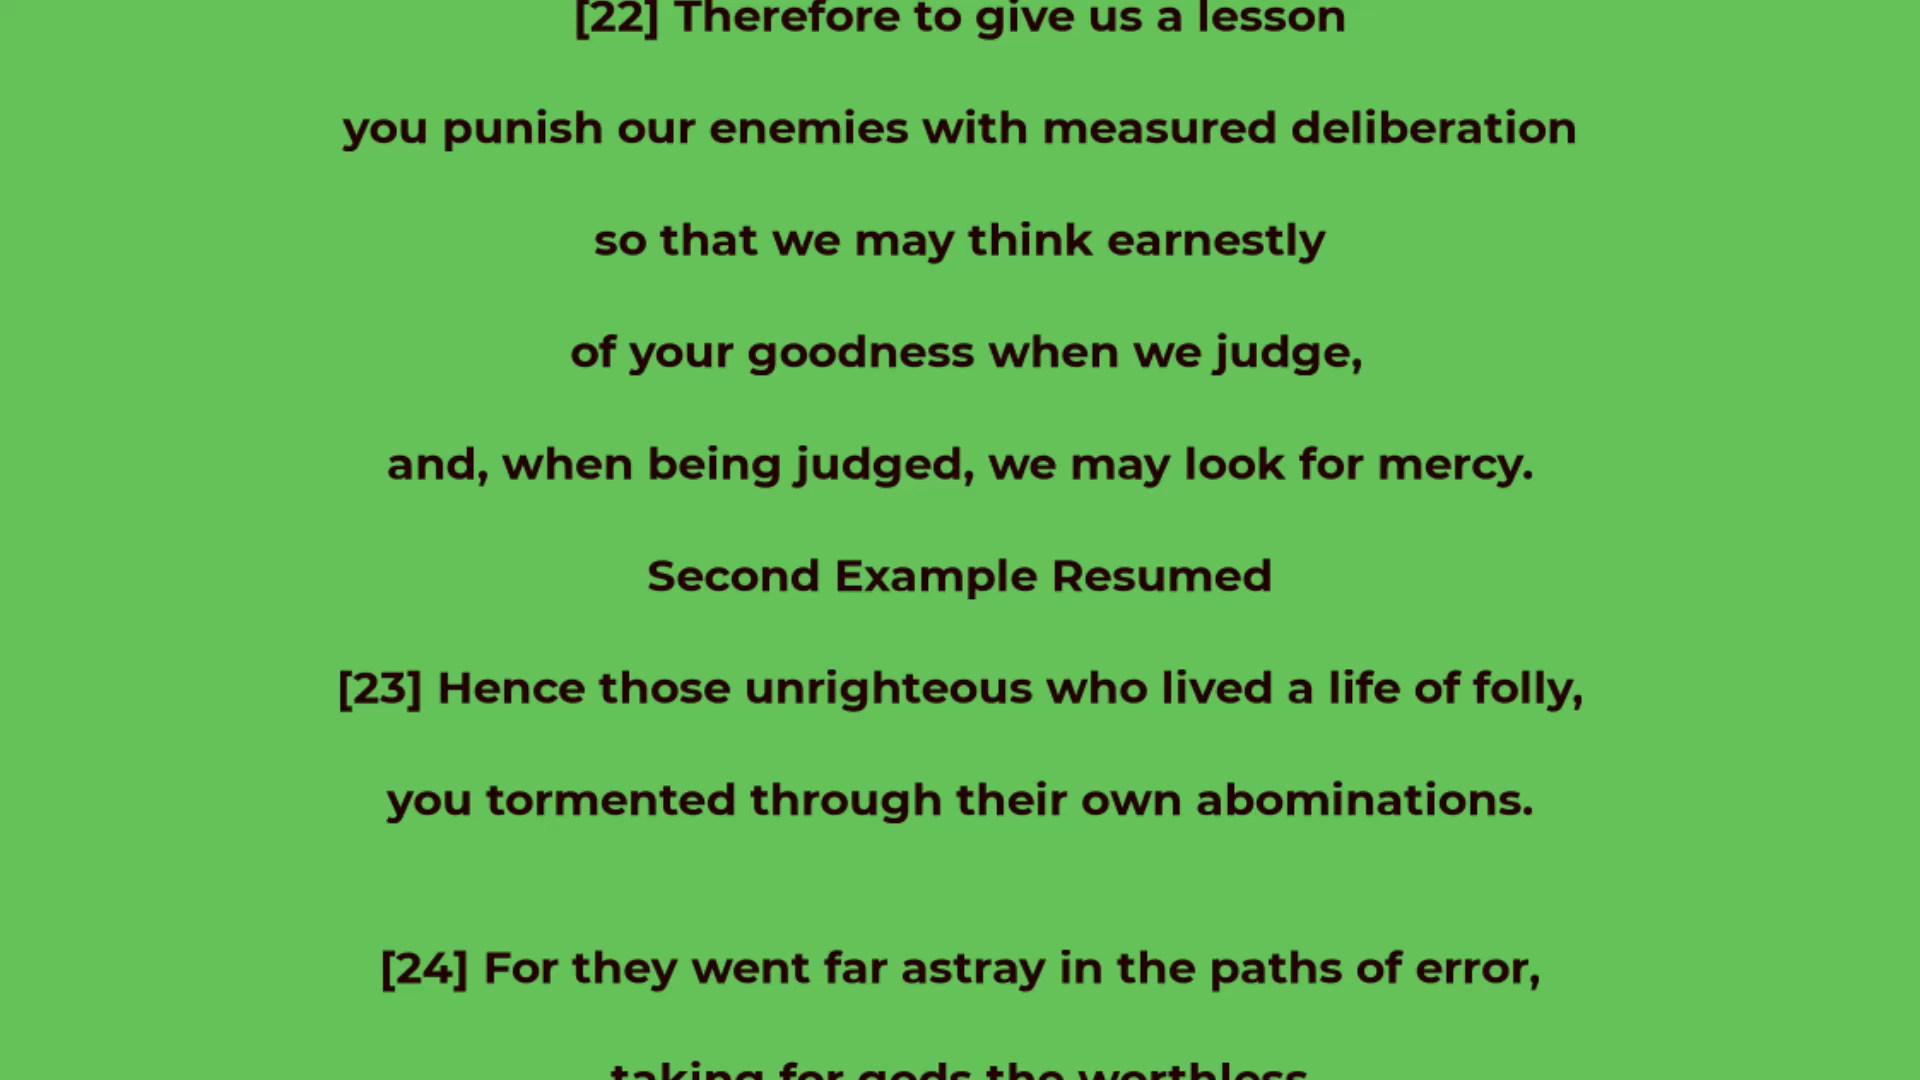 [22] Therefore to give us a lesson
you punish our enemies with measured deliberation
so that we may think earnestly
of your goodness when we judge,
and, when being judged, we may look for mercy.
Second Example Resumed
[23] Hence those unrighteous who lived a life of folly,
you tormented through their own abominations.
[24] For they went far astray in the paths of error,
taking for gods the worthless